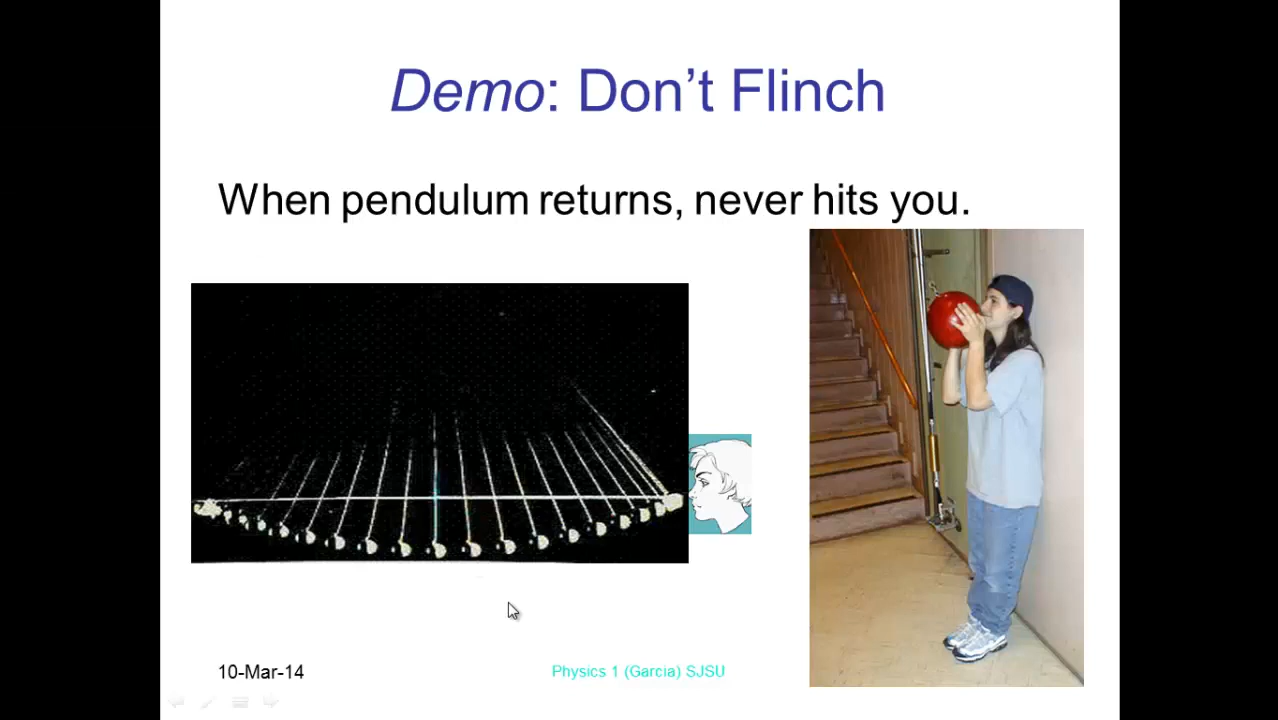 Demo: Don’t Flinch
When pendulum returns, never hits you.
10-Mar-14
Physics 1 (Garcia) SJSU